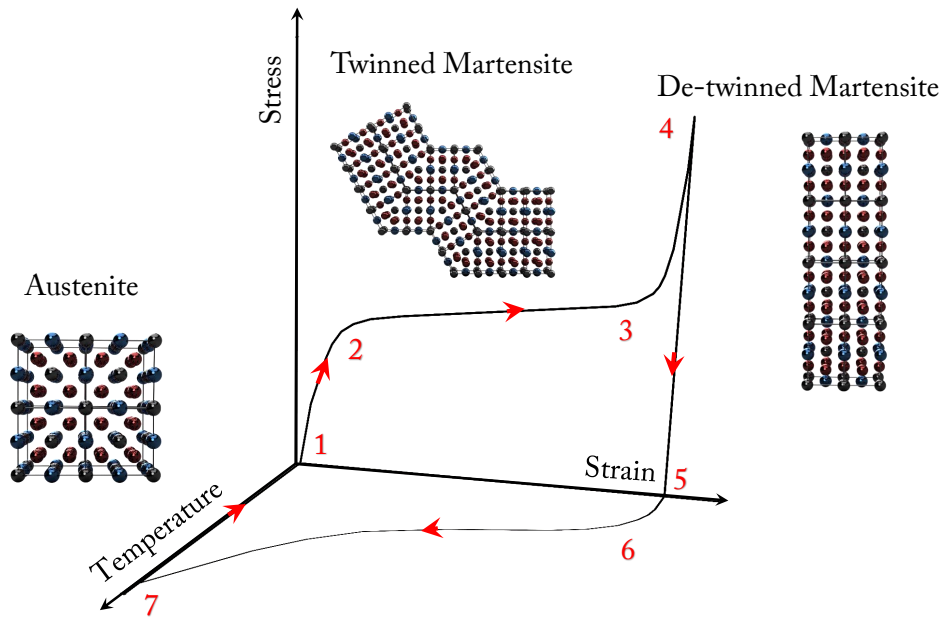 Stress
Twinned Martensite
De-twinned Martensite
4
Austenite
2
3
1
Strain
5
Temperature
6
7